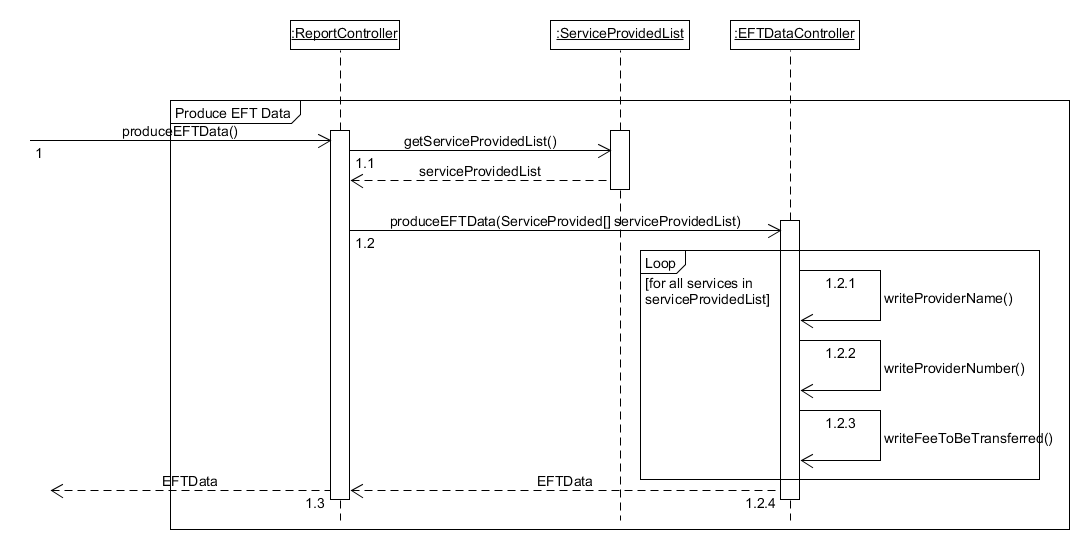 :ReportController
:ServiceProvidedList
:EFTDataController
Produce EFT Data
produceEFTData()
1
getServiceProvidedList()
1.1
serviceProvidedList
produceEFTData(ServiceProvided[] serviceProvidedList)
1.2
Loop
[for all services in
serviceProvidedList]
1.2.1
writeProviderName()
1.2.2
writeProviderNumber()
1.2.3
writeFeeToBeTransferred()
EFTData
EFTData
1.3
1.2.4